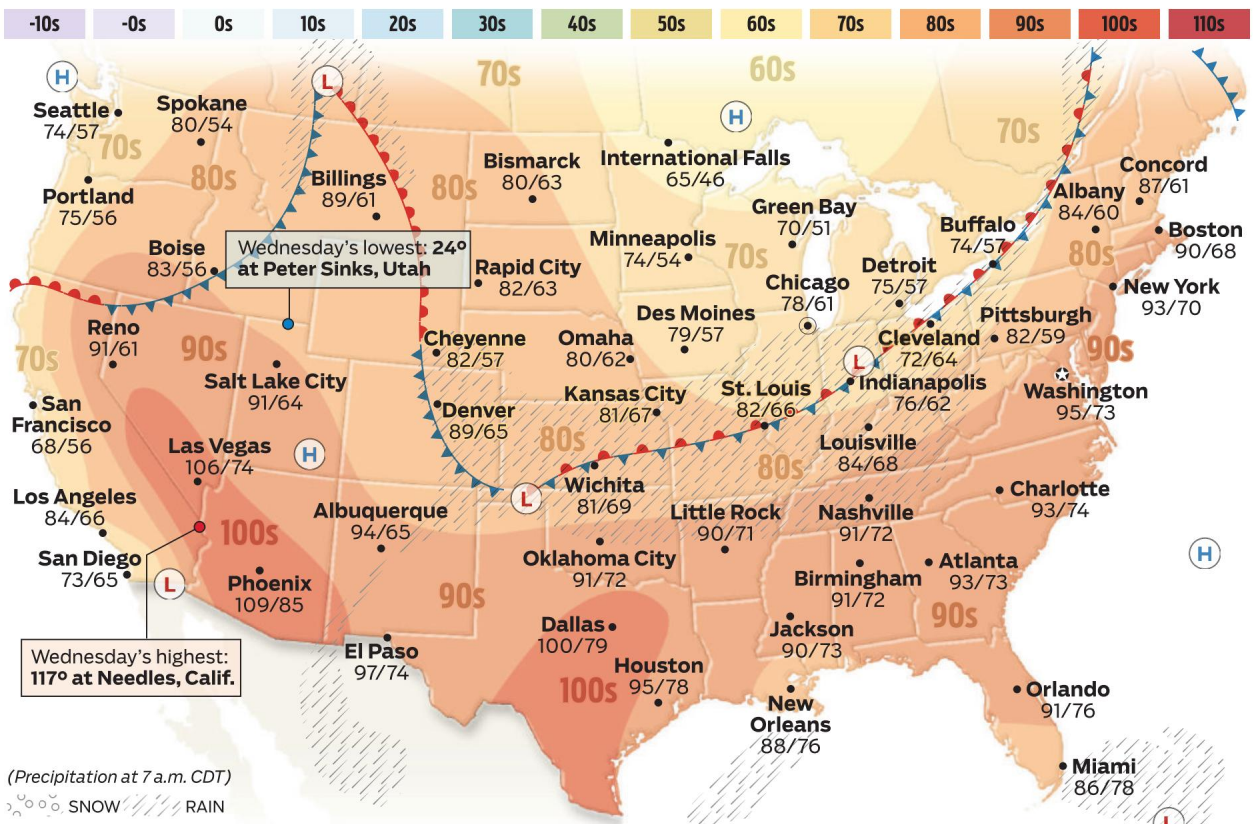 -10s -0s 0s 10s 20s 30s 40s 50s 60s 70s 80s 90s 100s 110s
H
L
70s
60s
H
70s
Seattle
74/57
70s
Spokane
80/54
80s
Portland
75/56
Billings
89/61
80s
Bismarck
80/63
International Falls
65/46
Green Bay
70/51
Concord
87/61
Albany
84/60
80s
Boston
90/68
Buffalo
74/57
Boise
83/56
Wednesday's lowest: 24°
at Peter Sinks, Utah
Rapid City
82/63
Minneapolis
74/54
70s
Chicago
78/61
Detroit
75/57
New York
93/70
Reno
91/61
90s
70s
Cheyenne
82/57
Omaha
80/62
Des Moines
79/57
Cleveland
72/64
Pittsburgh
82/59
90s
L
Salt Lake City
91/64
San
Francisco
68/56
Denver
89/65
Kansas City
81/67
St. Louis
82/66
Indianapolis
76/62
Washington
95/73
Las Vegas
106/74
H
80s
80s
Louisville
84/68
Los Angeles
84/66
100s
Albuquerque
94/65
L
Wichita
81/69
Little Rock
90/71
Nashville
91/72
Charlotte
93/74
H
San Diego
73/65
L
Phoenix
109/85
90s
Oklahoma City
91/72
Birmingham
91/72
Atlanta
93/73
90s
Wednesday's highest:
117° at Needles, Calif.
El Paso
97/74
Dallas
100/79
Jackson
90/73
100s
Houston
95/78
New
Orleans
88/76
Orlando
91/76
Miami
86/78
L
(Precipitation at 7 a.m. CDT)
SNOW RAIN